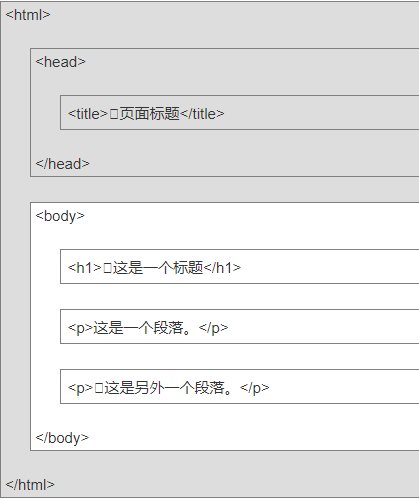 <html>
<head>
<title>▯页面标题</title>
</head>
<body>
<h1>▯这是一个标题</h1>
<p>这是一个段落。</p>
<p>▯这是另外一个段落。</p>
</body>
</html>